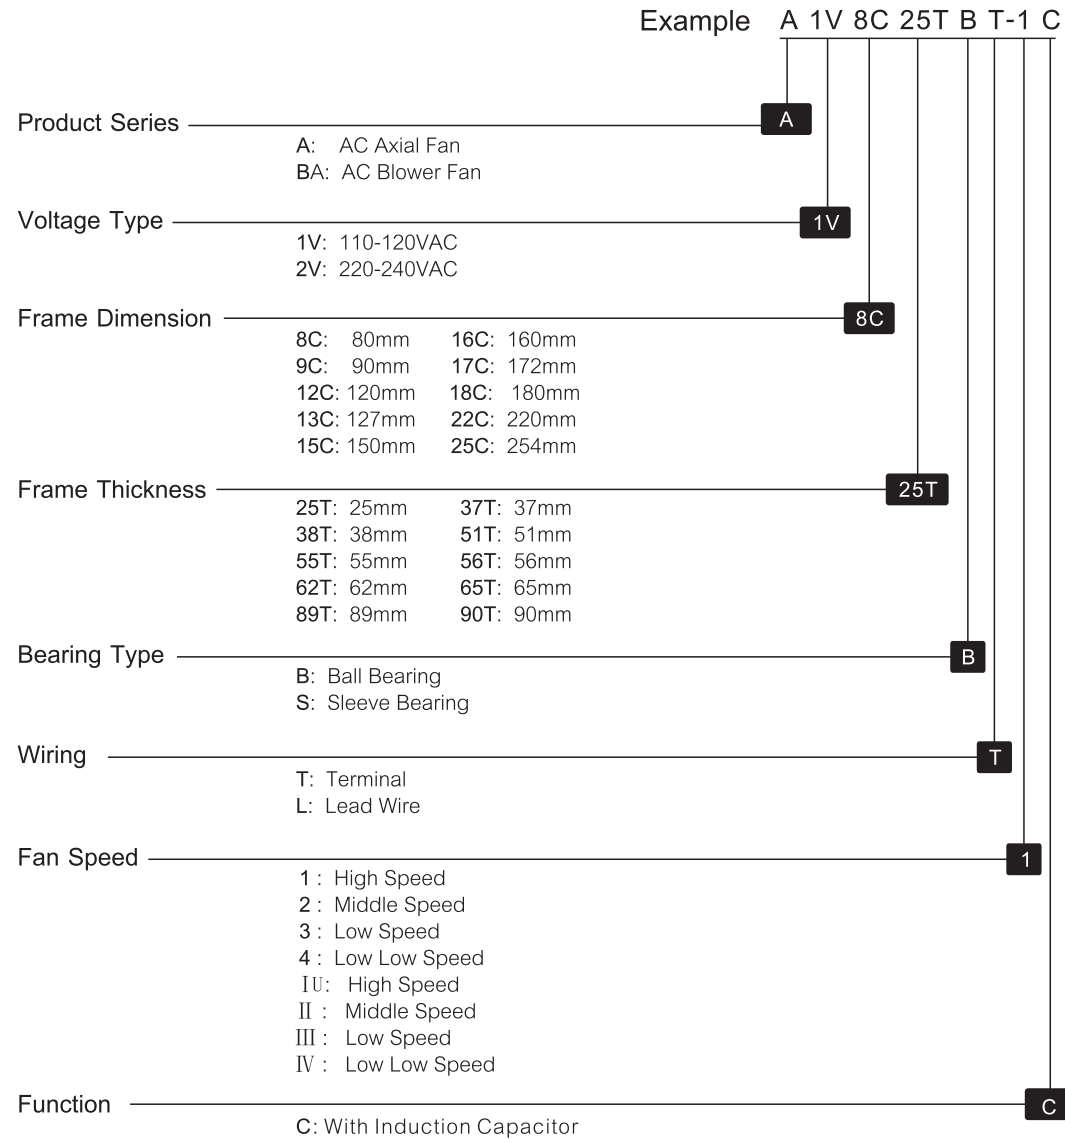 Example A 1V 8C 25T B T-1 C
Product Series A
A: AC Axial Fan
BA: AC Blower Fan
Voltage Type 1V
1V: 110-120VAC
2V: 220-240VAC
Frame Dimension 8C
8C: 80mm 16C: 160mm
9C: 90mm 17C: 172mm
12C: 120mm 18C: 180mm
13C: 127mm 22C: 220mm
15C: 150mm 25C: 254mm
Frame Thickness 25T
25T: 25mm 37T: 37mm
38T: 38mm 51T: 51mm
55T: 55mm 56T: 56mm
62T: 62mm 65T: 65mm
89T: 89mm 90T: 90mm
Bearing Type B
B: Ball Bearing
S: Sleeve Bearing
Wiring T
T: Terminal
L: Lead Wire
Fan Speed 1
1 : High Speed
2 : Middle Speed
3 : Low Speed
4 : Low Low Speed
ⅠU: High Speed
Ⅱ : Middle Speed
Ⅲ : Low Speed
Ⅳ : Low Low Speed
Function C
C: With Induction Capacitor